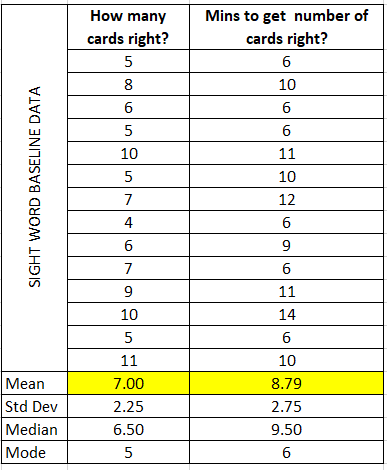 SIGHT WORD BASELINE DATA
How many cards right? Mins to get number of cards right?
5 6
8 10
6 6
5 6
10 11
5 10
7 12
4 6
6 9
7 6
9 11
10 14
5 6
11 10
Mean 7.00 8.79
Std Dev 2.25 2.75
Median 6.50 9.50
Mode 5 6